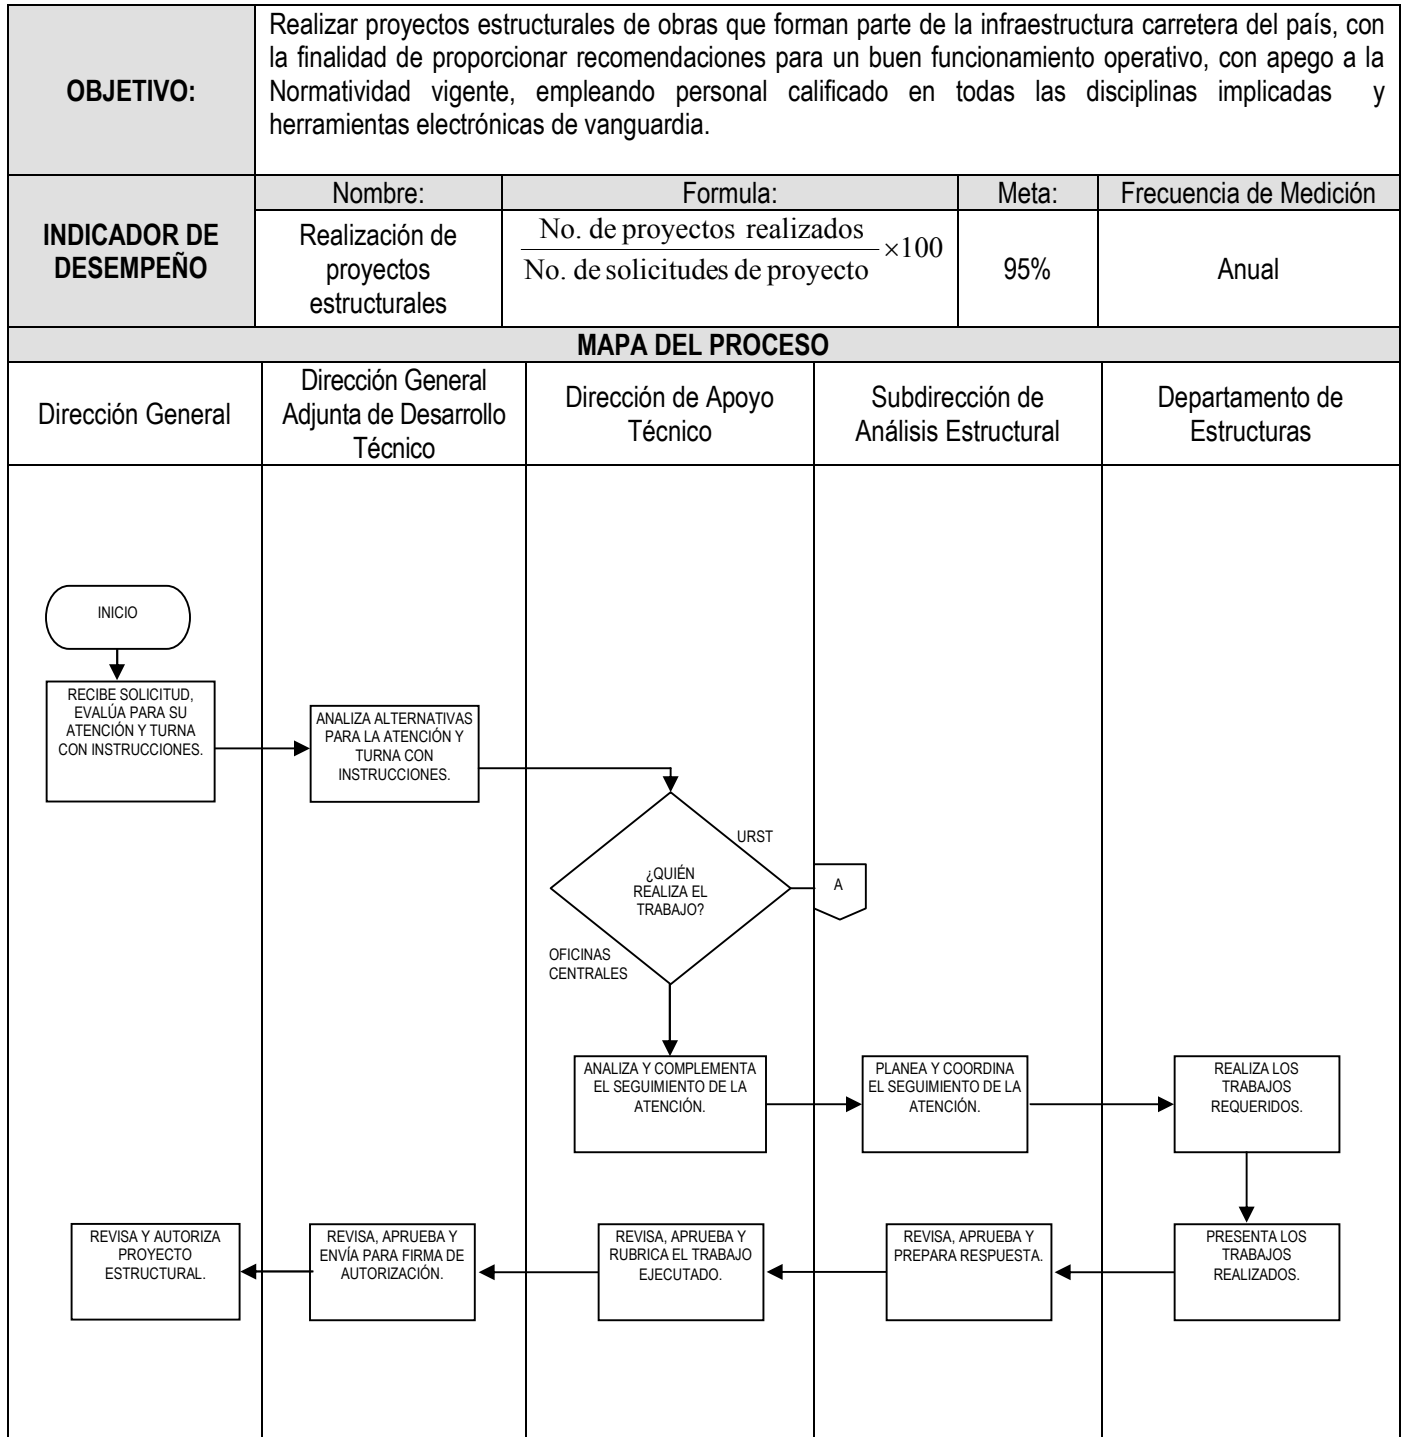 OBJETIVO:
Realizar proyectos estructurales de obras que forman parte de la infraestructura carretera del país, con
la finalidad de proporcionar recomendaciones para un buen funcionamiento operativo, con apego a la
Normatividad vigente, empleando personal calificado en todas las disciplinas implicadas y
herramientas electrónicas de vanguardia.
INDICADOR DE
DESEMPEÑO
Nombre:
Formula:
Meta:
Frecuencia de Medición
Realización de
proyectos
estructurales
No. de proyectos realizados
No. de solicitudes de proyecto
×100
95%
Anual
MAPA DEL PROCESO
Dirección General
Dirección General
Adjunta de Desarrollo
Técnico
Dirección de Apoyo
Técnico
Subdirección de
Análisis Estructural
Departamento de
Estructuras
INICIO
RECIBE SOLICITUD,
EVALÚA PARA SU
ATENCIÓN Y TURNA
CON INSTRUCCIONES.
ANALIZA ALTERNATIVAS
PARA LA ATENCIÓN Y
TURNA CON
INSTRUCCIONES.
URST
¿QUIÉN
REALIZA EL
TRABAJO?
A
OFICINAS
CENTRALES
ANALIZA Y COMPLEMENTA
EL SEGUIMIENTO DE LA
ATENCIÓN.
PLANEA Y COORDINA
EL SEGUIMIENTO DE LA
ATENCIÓN.
REALIZA LOS
TRABAJOS
REQUERIDOS.
REVISA Y AUTORIZA
PROYECTO
ESTRUCTURAL.
REVISA, APRUEBA Y
ENVÍA PARA FIRMA DE
AUTORIZACIÓN.
REVISA, APRUEBA Y
RUBRICA EL TRABAJO
EJECUTADO.
REVISA, APRUEBA Y
PREPARA RESPUESTA.
PRESENTA LOS
TRABAJOS
REALIZADOS.